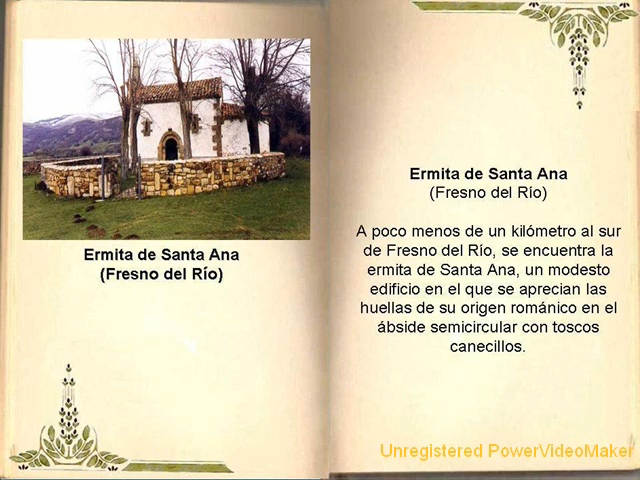 Ermita de Santa Ana
(Fresno del Río)
Ermita de Santa Ana
(Fresno del Río)
A poco menos de un kilómetro al sur
de Fresno del Río, se encuentra la
ermita de Santa Ana, un modesto
edificio en el que se aprecian las
huellas de su origen románico en el
ábside semicircular con toscos
canecillos.
Unregistered PowerVideoMaker